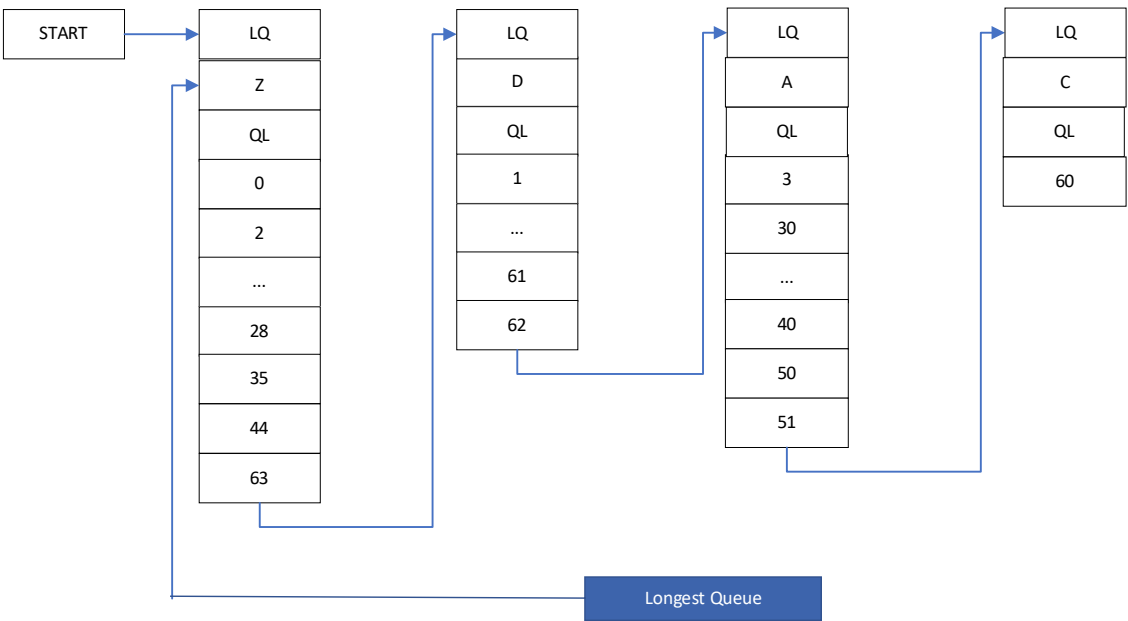 START
LQ
Z
QL
0
2
...
28
35
44
63
LQ
D
QL
1
...
61
62
LQ
A
QL
3
30
...
40
50
51
LQ
C
QL
60
Longest Queue